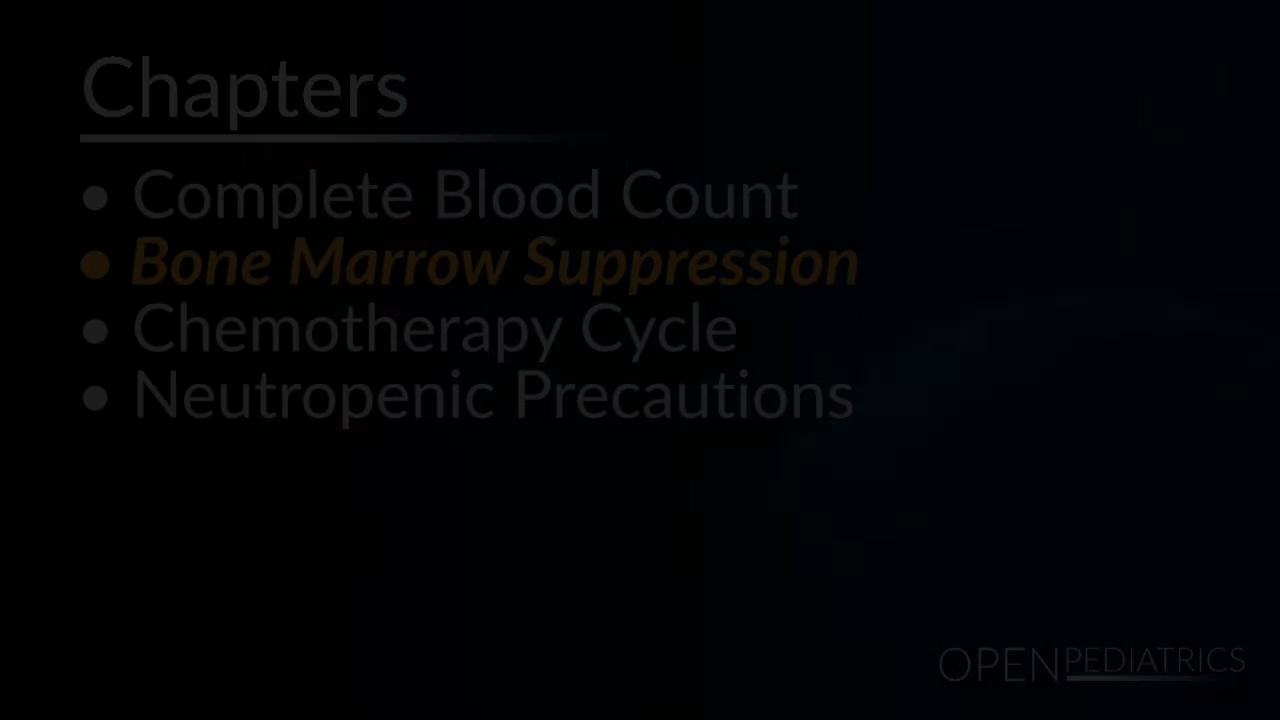 Chapters
• Complete Blood Count
• Bone Marrow Suppression
• Chemotherapy Cycle
• Neutropenic Precautions
OPENPEDIATRICS